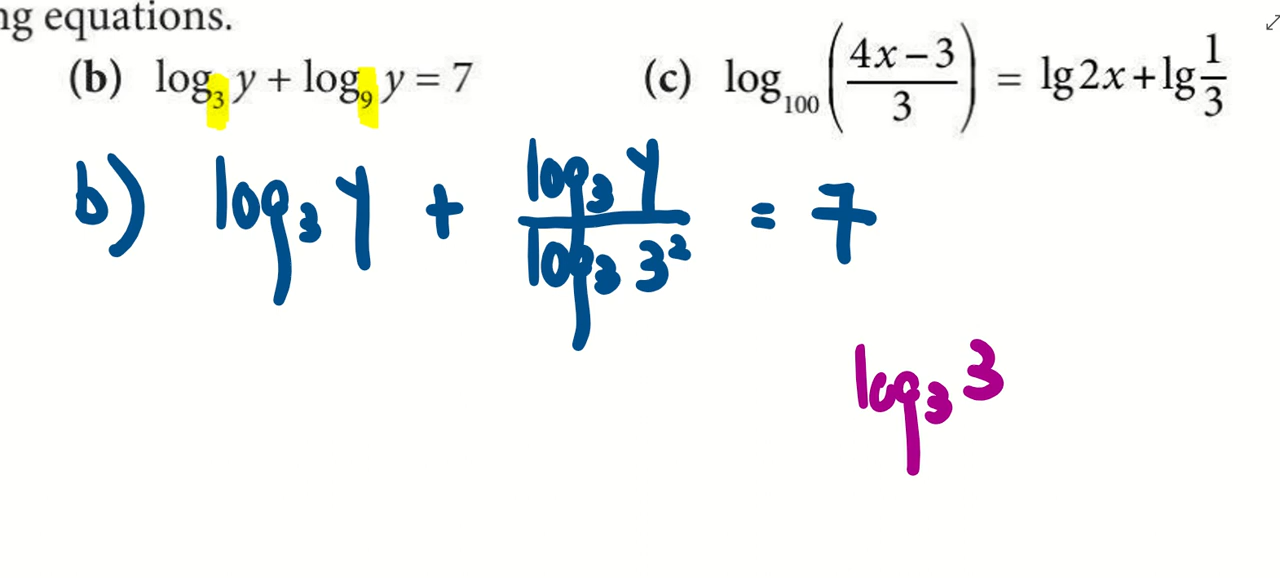 ng equations.
(b) log₃ y + log₉ y = 7 (c) log₁₀₀ ((4x − 3)/3) = lg 2x + lg 1/3
b) log₃ y + (log₃ y)/(log₃ 3²) = 7
log₃ 3